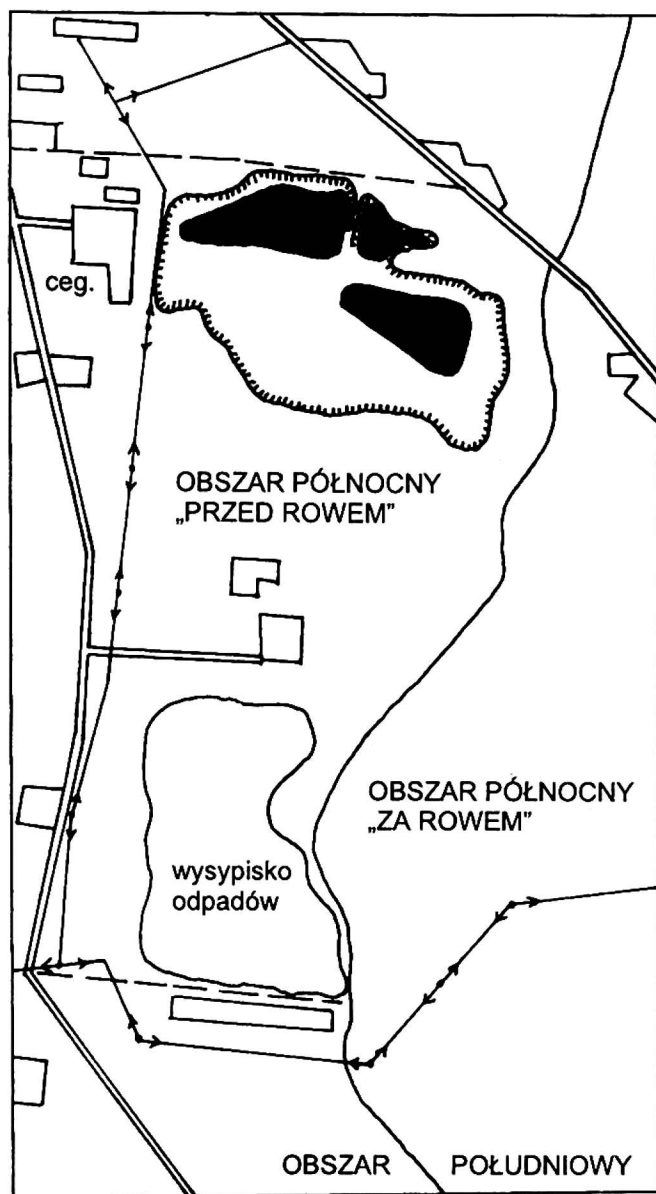 ceg.
OBSZAR PÓŁNOCNY
„PRZED ROWEM”
OBSZAR PÓŁNOCNY
„ZA ROWEM”
wysypisko
odpadów
OBSZAR POŁUDNIOWY